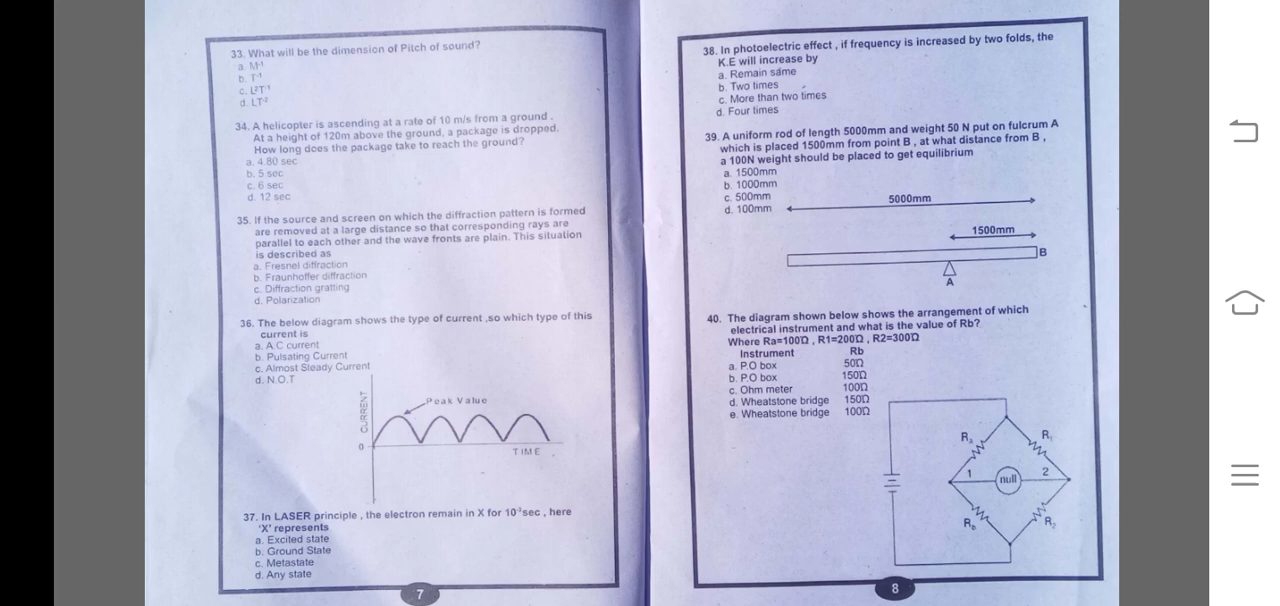 33. What will be the dimension of Pitch of sound?
a. M⁻¹
b. T⁻¹
c. L²T⁻¹
d. LT⁻²
34. A helicopter is ascending at a rate of 10 m/s from a ground.
At a height of 120m above the ground, a package is dropped.
How long does the package take to reach the ground?
a. 4.80 sec
b. 5 sec
c. 6 sec
d. 12 sec
35. If the source and screen on which the diffraction pattern is formed
are removed at a large distance so that corresponding rays are
parallel to each other and the wave fronts are plain. This situation
is described as
a. Fresnel diffraction
b. Fraunhoffer diffraction
c. Diffraction gratting
d. Polarization
36. The below diagram shows the type of current ,so which type of this
current is
a. A.C current
b. Pulsating Current
c. Almost Steady Current
d. N.O.T
CURRENT
Peak Value
0
TIME
37. In LASER principle , the electron remain in X for 10⁻³sec , here
'X' represents
a. Excited state
b. Ground State
c. Metastate
d. Any state
7
38. In photoelectric effect , if frequency is increased by two folds, the
K.E will increase by
a. Remain same
b. Two times
c. More than two times
d. Four times
39. A uniform rod of length 5000mm and weight 50 N put on fulcrum A
which is placed 1500mm from point B , at what distance from B ,
a 100N weight should be placed to get equilibrium
a. 1500mm
b. 1000mm
c. 500mm
d. 100mm
5000mm
1500mm
B
A
40. The diagram shown below shows the arrangement of which
electrical instrument and what is the value of Rb?
Where Ra=100Ω , R1=200Ω , R2=300Ω
Instrument Rb
a. P.O box 50Ω
b. P.O box 150Ω
c. Ohm meter 100Ω
d. Wheatstone bridge 150Ω
e. Wheatstone bridge 100Ω
Rₐ R₁
1 null 2
R_b R₂
8